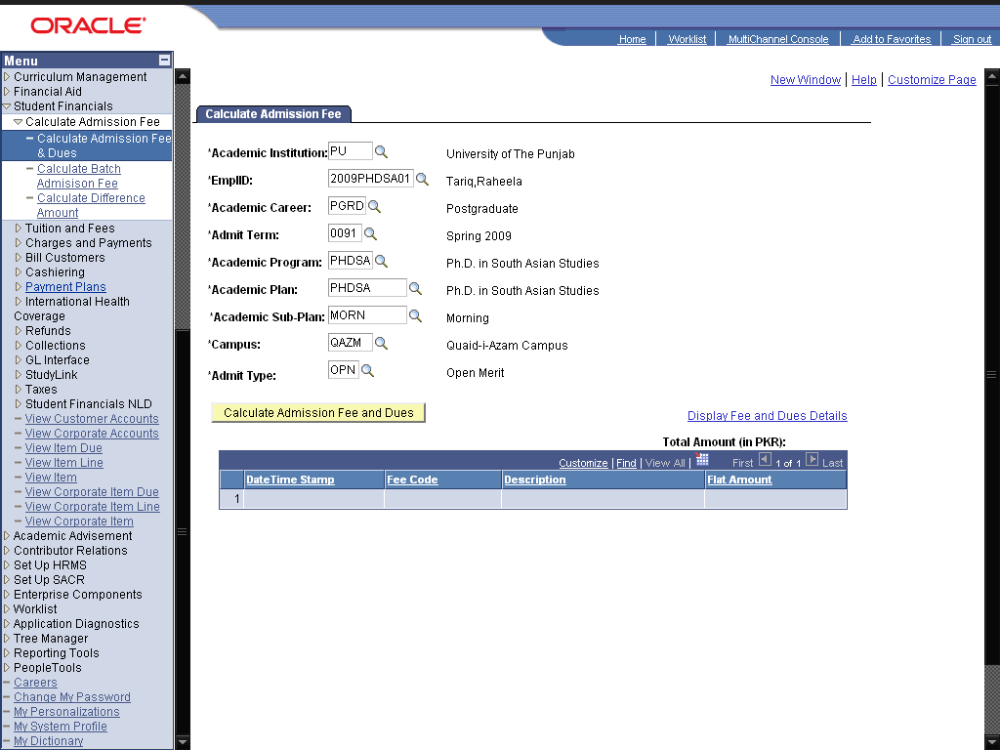 ORACLE®
Home Worklist MultiChannel Console Add to Favorites Sign out
Menu
Curriculum Management
Financial Aid
Student Financials
Calculate Admission Fee
Calculate Admission Fee
& Dues
Calculate Batch
Admisison Fee
Calculate Difference
Amount
Tuition and Fees
Charges and Payments
Bill Customers
Cashiering
Payment Plans
International Health
Coverage
Refunds
Collections
GL Interface
StudyLink
Taxes
Student Financials NLD
View Customer Accounts
View Corporate Accounts
View Item Due
View Item Line
View Item
View Corporate Item Due
View Corporate Item Line
View Corporate Item
Academic Advisement
Contributor Relations
Set Up HRMS
Set Up SACR
Enterprise Components
Worklist
Application Diagnostics
Tree Manager
Reporting Tools
PeopleTools
Careers
Change My Password
My Personalizations
My System Profile
My Dictionary
New Window | Help | Customize Page
Calculate Admission Fee
*Academic Institution: PU University of The Punjab
*EmplID: 2009PHDSA01 Tariq,Raheela
*Academic Career: PGRD Postgraduate
*Admit Term: 0091 Spring 2009
*Academic Program: PHDSA Ph.D. in South Asian Studies
*Academic Plan: PHDSA Ph.D. in South Asian Studies
*Academic Sub-Plan: MORN Morning
*Campus: QAZM Quaid-i-Azam Campus
*Admit Type: OPN Open Merit
Calculate Admission Fee and Dues Display Fee and Dues Details
Total Amount (in PKR):
Customize | Find | View All | First 1 of 1 Last
DateTime Stamp Fee Code Description Flat Amount
1